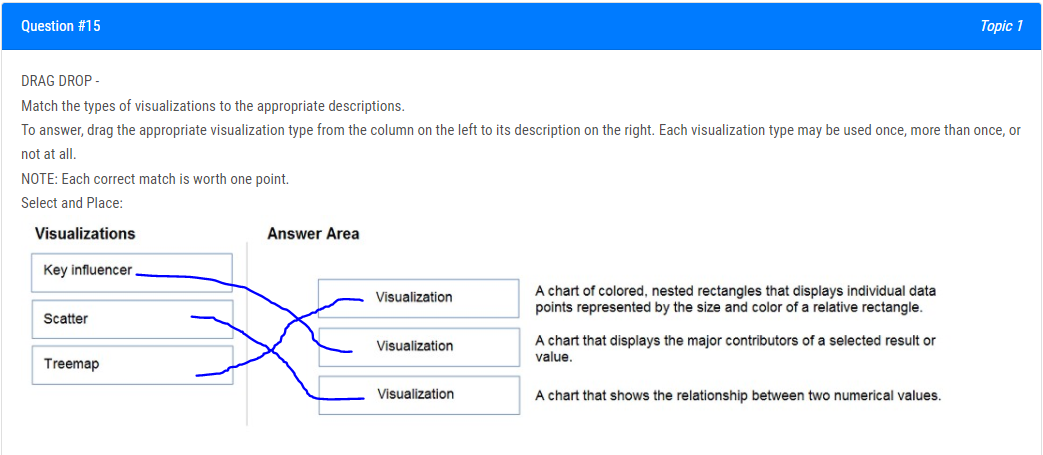 Question #15
Topic 1
DRAG DROP -
Match the types of visualizations to the appropriate descriptions.
To answer, drag the appropriate visualization type from the column on the left to its description on the right. Each visualization type may be used once, more than once, or
not at all.
NOTE: Each correct match is worth one point.
Select and Place:
Visualizations
Answer Area
Key influencer
Scatter
Treemap
Visualization
A chart of colored, nested rectangles that displays individual data
points represented by the size and color of a relative rectangle.
Visualization
A chart that displays the major contributors of a selected result or
value.
Visualization
A chart that shows the relationship between two numerical values.